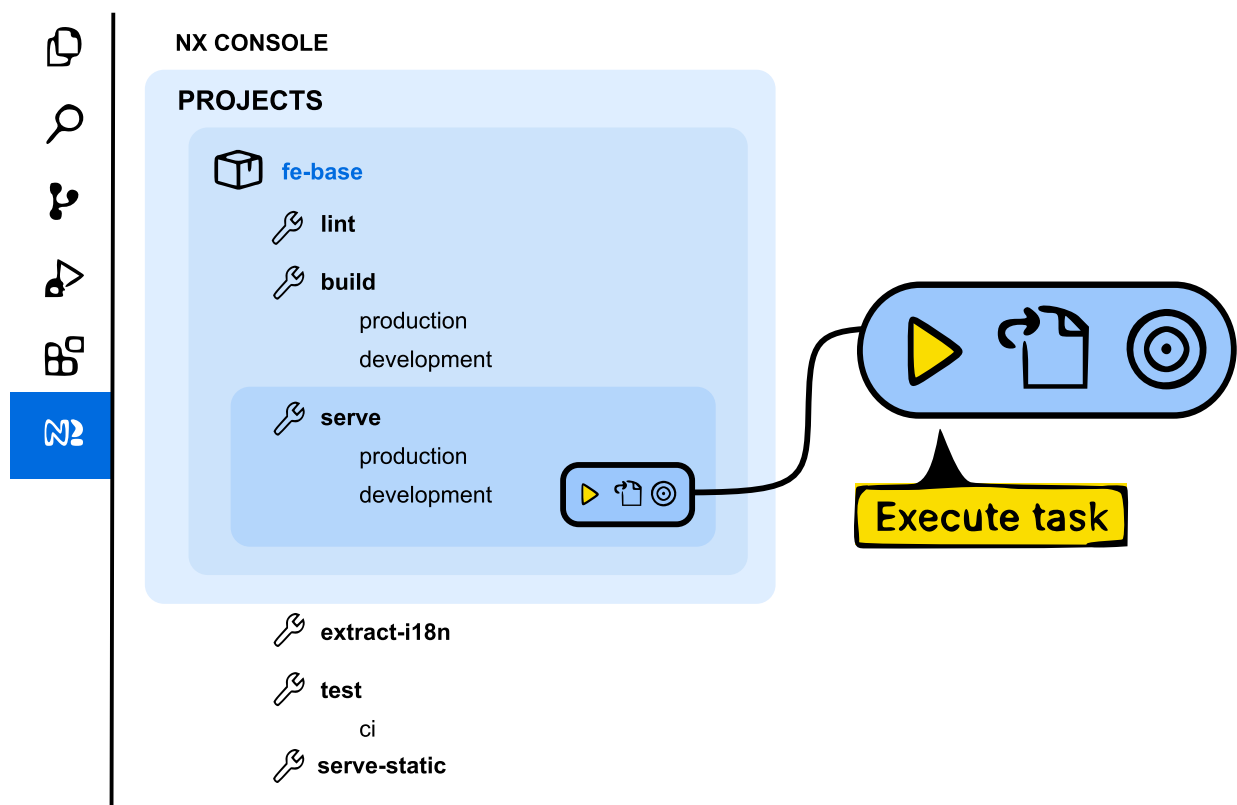 NX CONSOLE
PROJECTS
fe-base
lint
build
production
development
serve
production
development
Execute task
extract-i18n
test
ci
serve-static